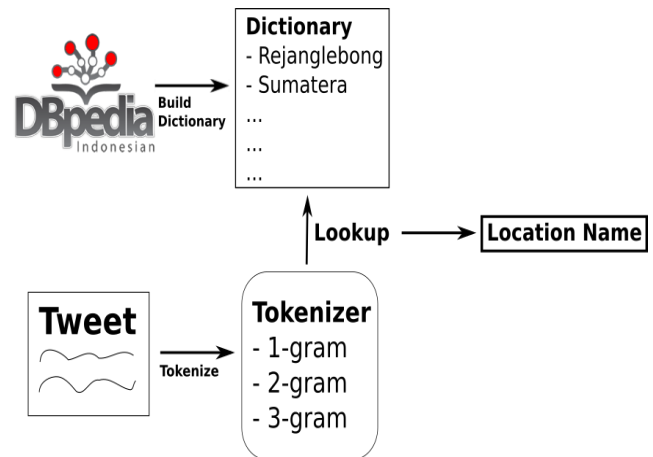 Dictionary
- Rejanglebong
- Sumatera
...
...
...
DBpedia
Indonesian
Build
Dictionary
Lookup
Location Name
Tweet
Tokenize
Tokenizer
- 1-gram
- 2-gram
- 3-gram